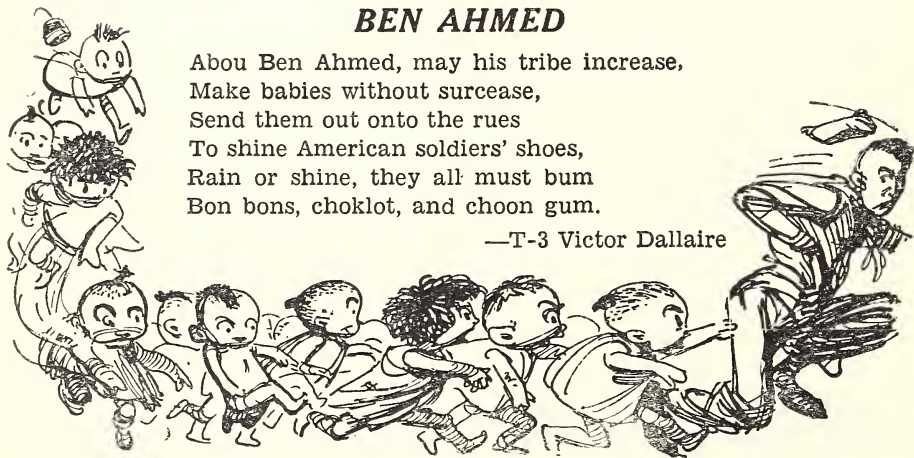 BEN AHMED
Abou Ben Ahmed, may his tribe increase,
Make babies without surcease,
Send them out onto the rues
To shine American soldiers' shoes,
Rain or shine, they all must bum
Bon bons, choklot, and choon gum.
—T-3 Victor Dallaire